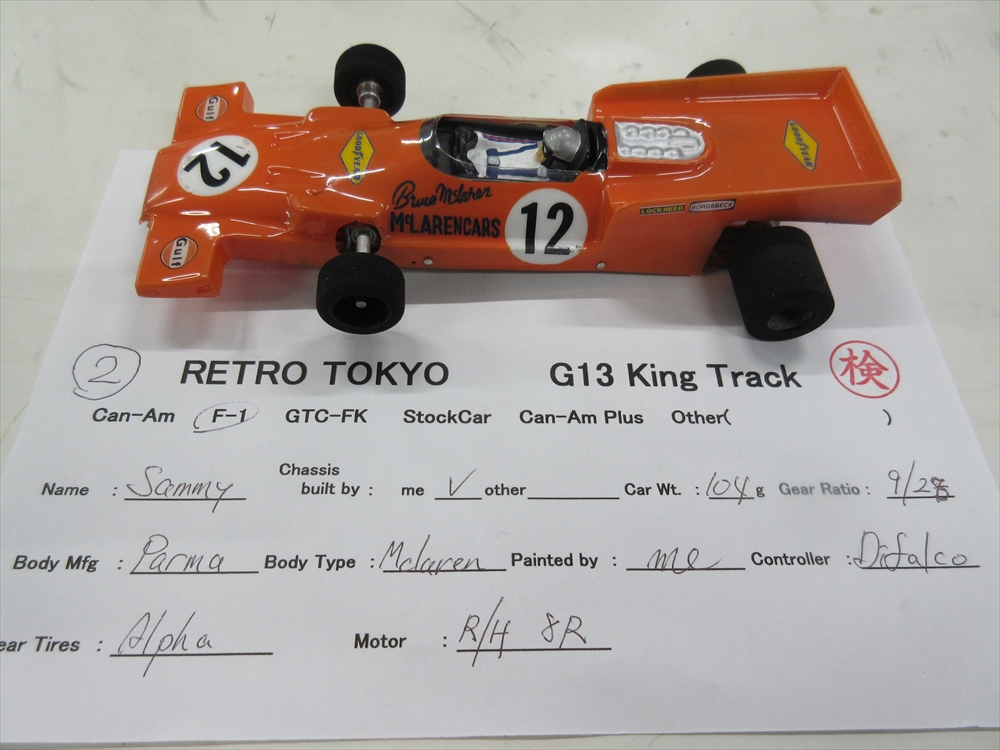 Gulf
12
GOODYEAR
GOODYEAR
Bruce McLaren
McLARENCARS
12
LOCKHEED
Gulf
② RETRO TOKYO G13 King Track 検
Can-Am F-1 GTC-FK StockCar Can-Am Plus Other( )
Name : Sammy Chassis built by : me V other Car Wt. : 104 g Gear Ratio : 9/28
Body Mfg : Parma Body Type : Mclaren Painted by : me Controller : Difalco
ear Tires : Alpha Motor : R/H 8R